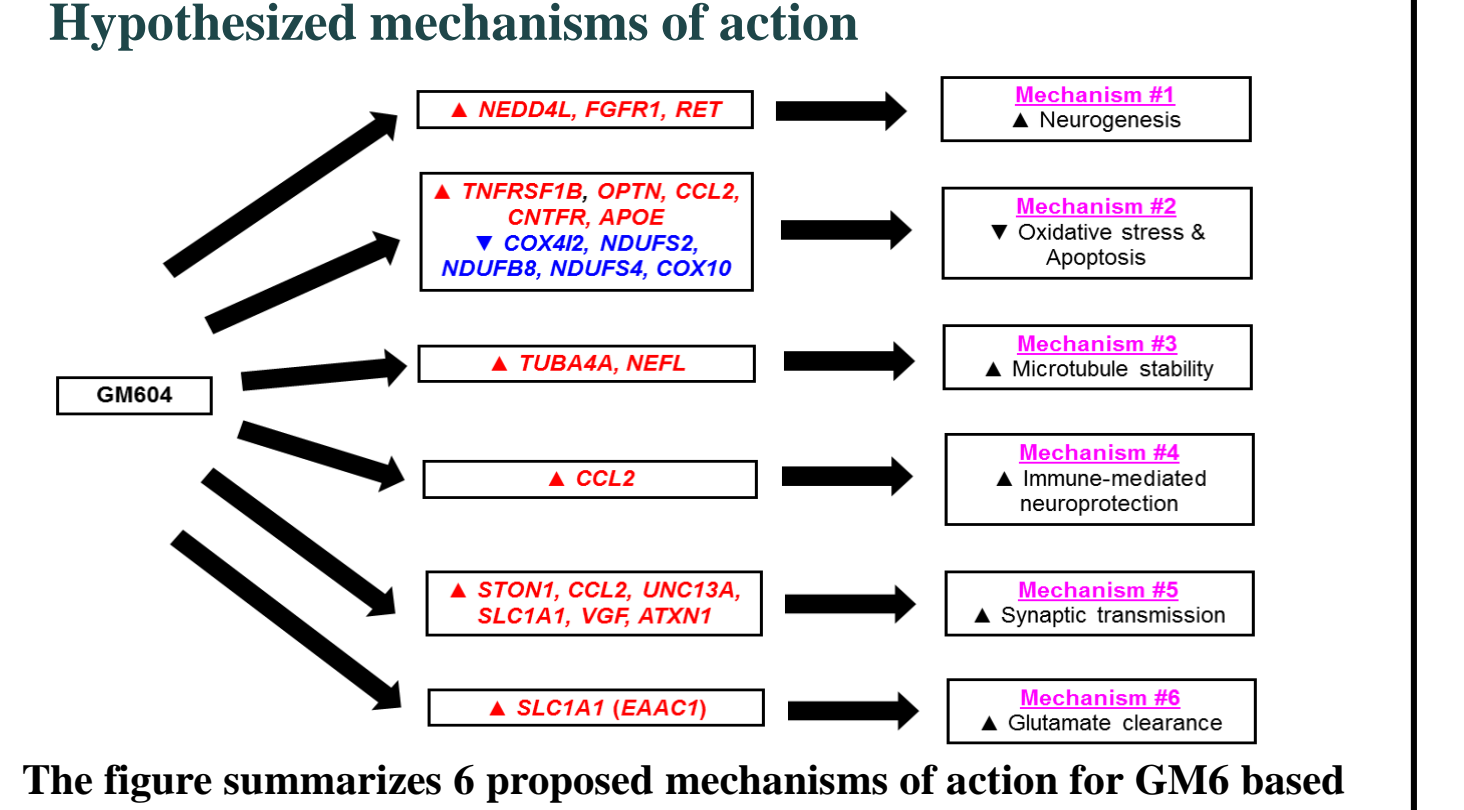 Hypothesized mechanisms of action
▲ NEDD4L, FGFR1, RET
Mechanism #1
▲ Neurogenesis
▲ TNFRSF1B, OPTN, CCL2,
CNTFR, APOE
▼ COX4I2, NDUFS2,
NDUFB8, NDUFS4, COX10
Mechanism #2
▼ Oxidative stress &
Apoptosis
▲ TUBA4A, NEFL
Mechanism #3
▲ Microtubule stability
GM604
▲ CCL2
Mechanism #4
▲ Immune-mediated
neuroprotection
▲ STON1, CCL2, UNC13A,
SLC1A1, VGF, ATXN1
Mechanism #5
▲ Synaptic transmission
▲ SLC1A1 (EAAC1)
Mechanism #6
▲ Glutamate clearance
The figure summarizes 6 proposed mechanisms of action for GM6 based